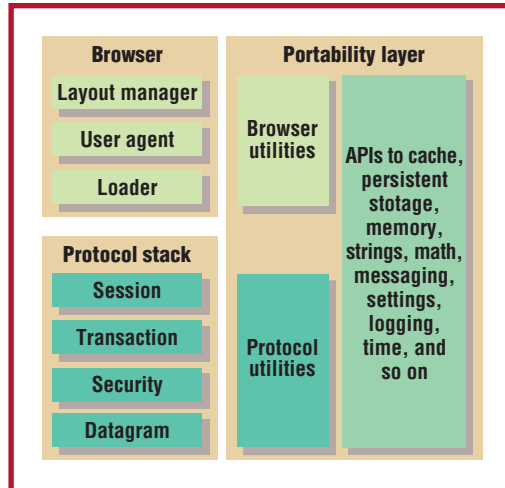 Browser
Layout manager
User agent
Loader
Protocol stack
Session
Transaction
Security
Datagram
Portability layer
Browser
utilities
Protocol
utilities
APIs to cache,
persistent
stotage,
memory,
strings, math,
messaging,
settings,
logging,
time, and
so on